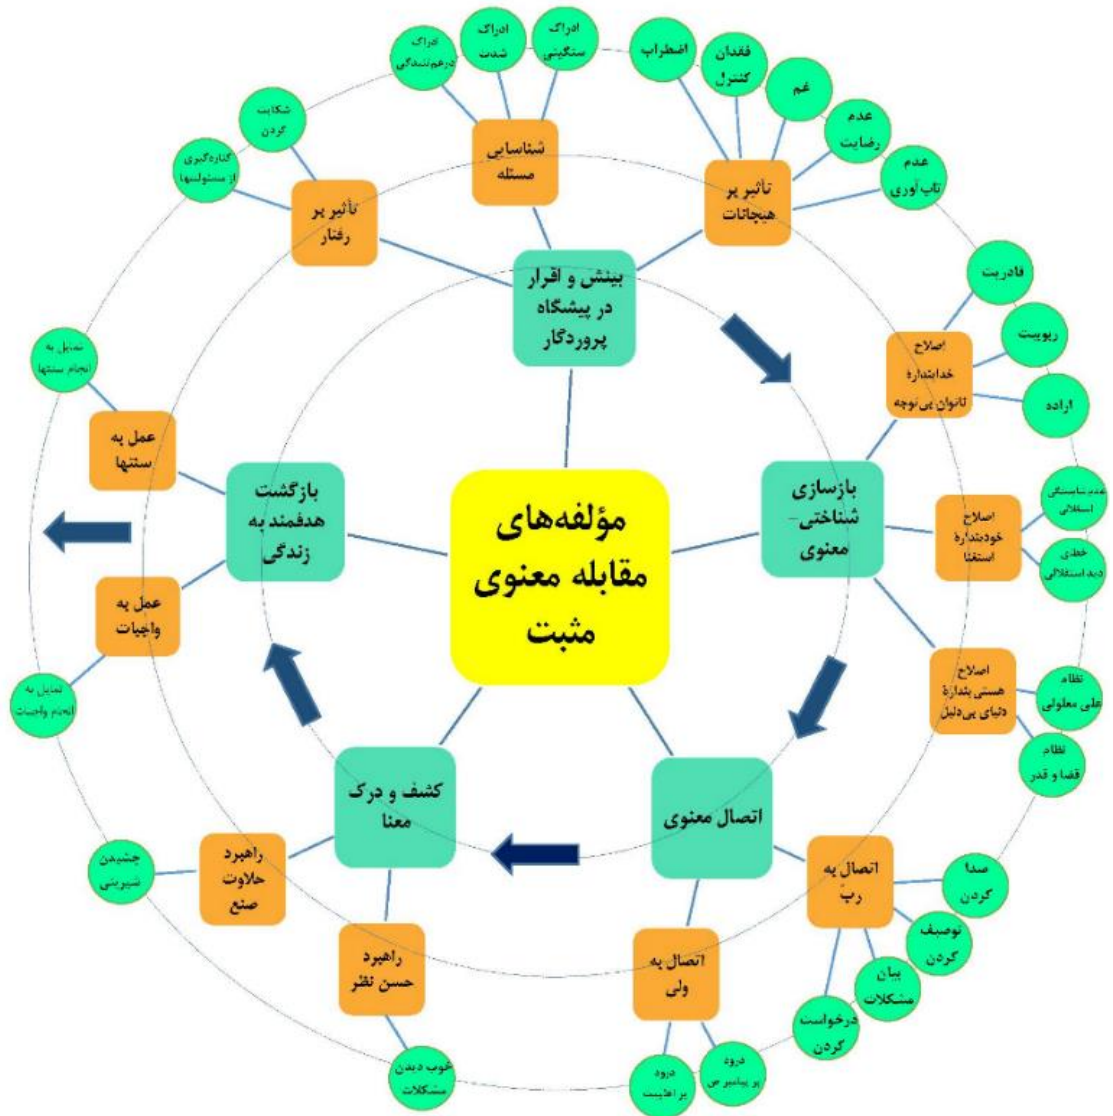 مؤلفه‌های
مقابله معنوی
مثبت
بینش و اقرار
در پیشگاه
پروردگار
شناسایی
مسئله
ادراک
درهم‌تنیدگی
ادراک
شدت
ادراک
سنگینی
تأثیر بر
هیجانات
اضطراب
فقدان
کنترل
غم
عدم
رضایت
عدم
تاب‌آوری
تأثیر بر
رفتار
شکایت
کردن
کناره‌گیری
از مسئولیتها
بازسازی
شناختی-
معنوی
اصلاح
خداپندارهٔ
ناتوان بی‌توجه
قادریت
ربوبیت
اراده
اصلاح
خودپندارهٔ
استغنا
عدم شایستگی
استقلالی
خطای
دید استقلالی
اصلاح
هستی پندارهٔ
دنیای بی‌دلیل
نظام
علی معلولی
نظام
قضا و قدر
اتصال معنوی
اتصال به
ربّ
صدا
کردن
توصیف
کردن
بیان
مشکلات
درخواست
کردن
اتصال به
ولی
درود
بر پیامبر ص
درود
بر اهلبیت
کشف و درک
معنا
راهبرد
حسن نظر
خوب دیدن
مشکلات
راهبرد
حلاوت
صنع
چشیدن
شیرینی
بازگشت
هدفمند به
زندگی
عمل به
واجبات
تمایل به
انجام واجبات
عمل به
سنتها
تمایل به
انجام سنتها